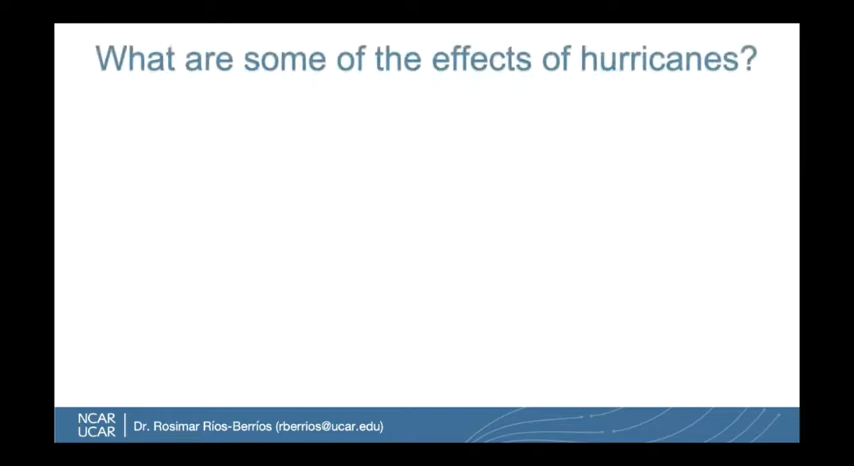 What are some of the effects of hurricanes?
NCAR
UCAR
Dr. Rosimar Ríos-Berríos (rberrios@ucar.edu)